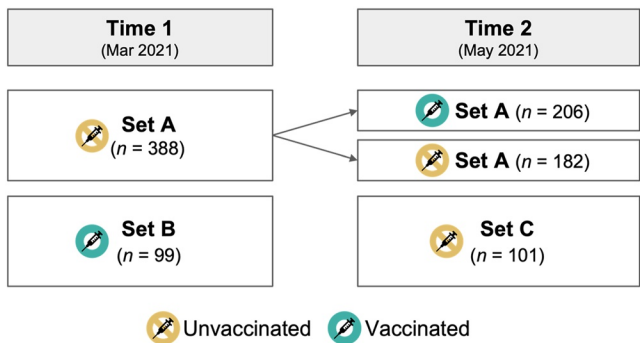 Time 1
(Mar 2021)
Time 2
(May 2021)
Set A
(n = 388)
Set A (n = 206)
Set A (n = 182)
Set B
(n = 99)
Set C
(n = 101)
Unvaccinated
Vaccinated